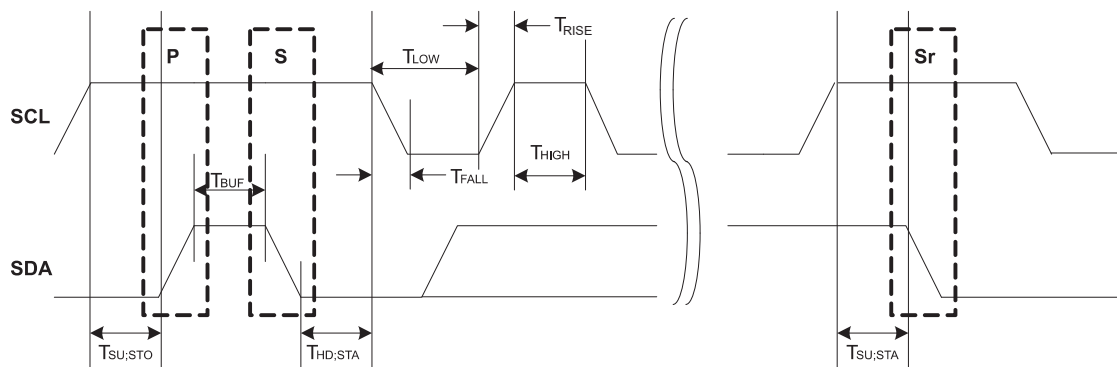 TRISE
P
S
TLOW
Sr
SCL
THIGH
TBUF
TFALL
SDA
TSU;STO
THD;STA
TSU;STA